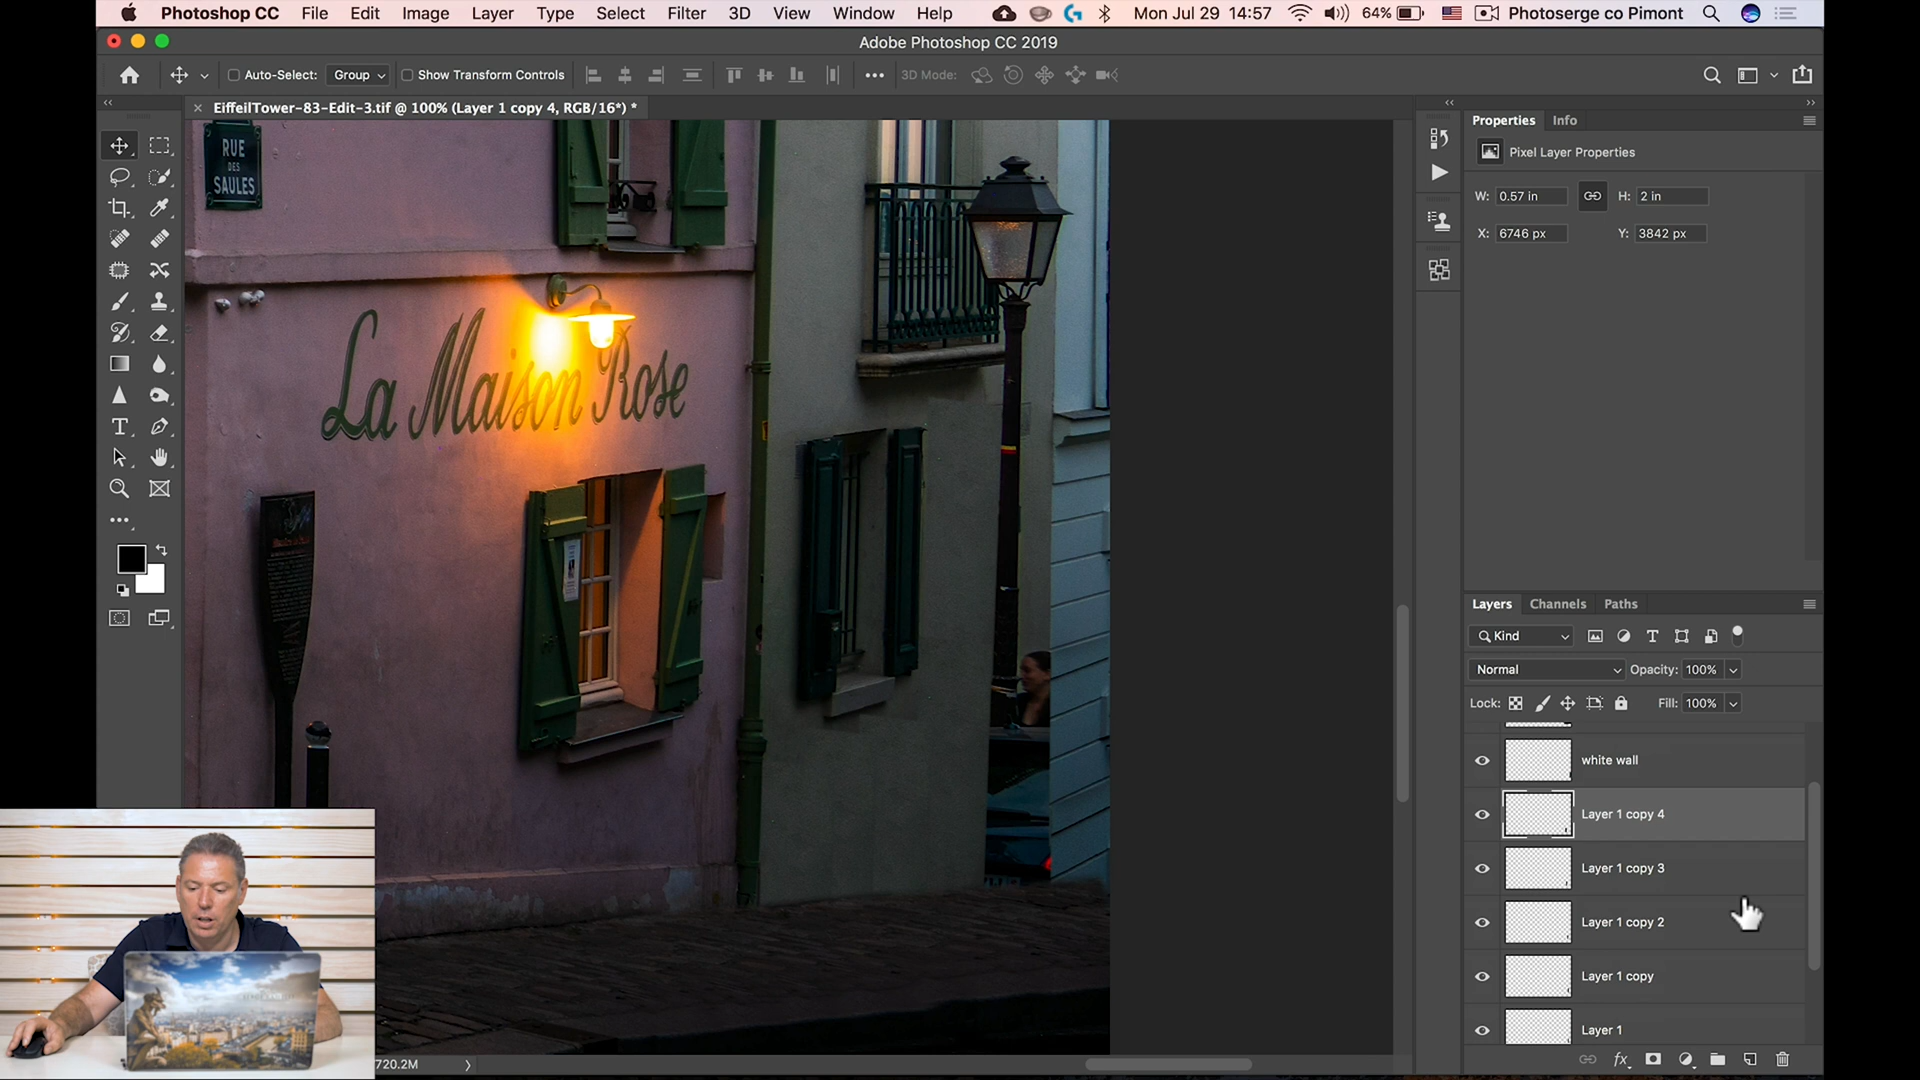 Photoshop CC File Edit Image Layer Type Select Filter 3D View Window Help Mon Jul 29 14:57 64% Photoserge co Pimont
Adobe Photoshop CC 2019
Auto-Select: Group Show Transform Controls 3D Mode:
EiffeilTower-83-Edit-3.tif @ 100% (Layer 1 copy 4, RGB/16*) *
Properties Info
Pixel Layer Properties
W: 0.57 in H: 2 in
X: 6746 px Y: 3842 px
RUE
DES
SAULES
La Maison Rose
Layers Channels Paths
Kind
Normal Opacity: 100%
Lock: Fill: 100%
white wall
Layer 1 copy 4
Layer 1 copy 3
Layer 1 copy 2
Layer 1 copy
Layer 1
720.2M